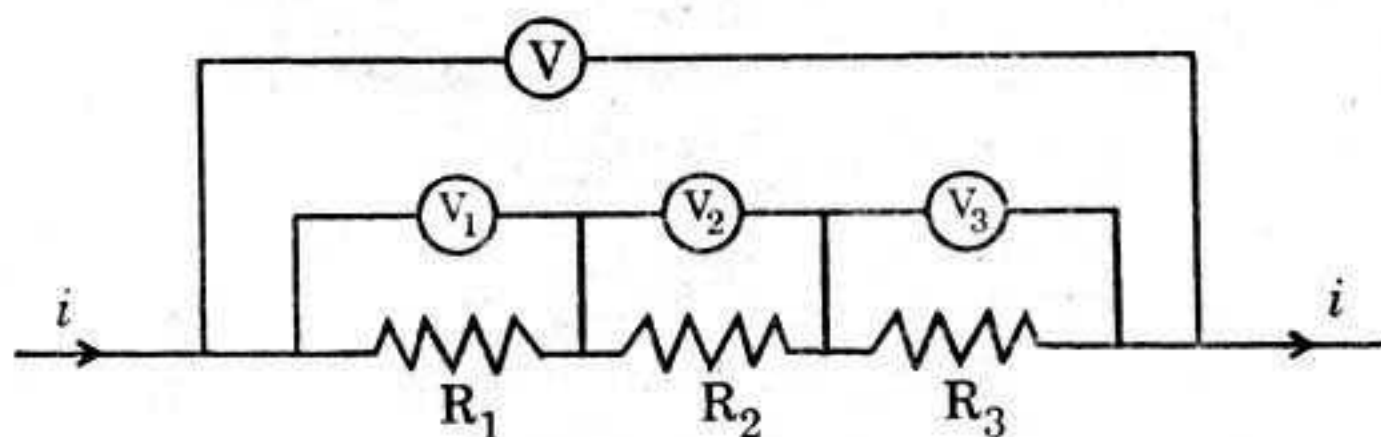 V
V₁ V₂ V₃
i i
R₁ R₂ R₃